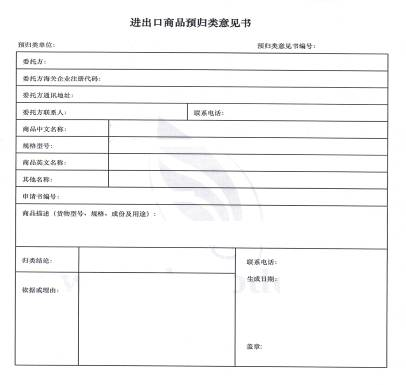 进出口商品预归类意见书
预归类单位: 预归类意见书编号:
委托方:
委托方海关企业注册代码:
委托方通讯地址:
委托方联系人: 联系电话:
商品中文名称:
规格型号:
商品英文名称:
其他名称:
申请书编号:
商品描述（货物型号、规格、成份及用途）:
归类结论: 联系电话:
生成日期:
依据或理由:
盖章: